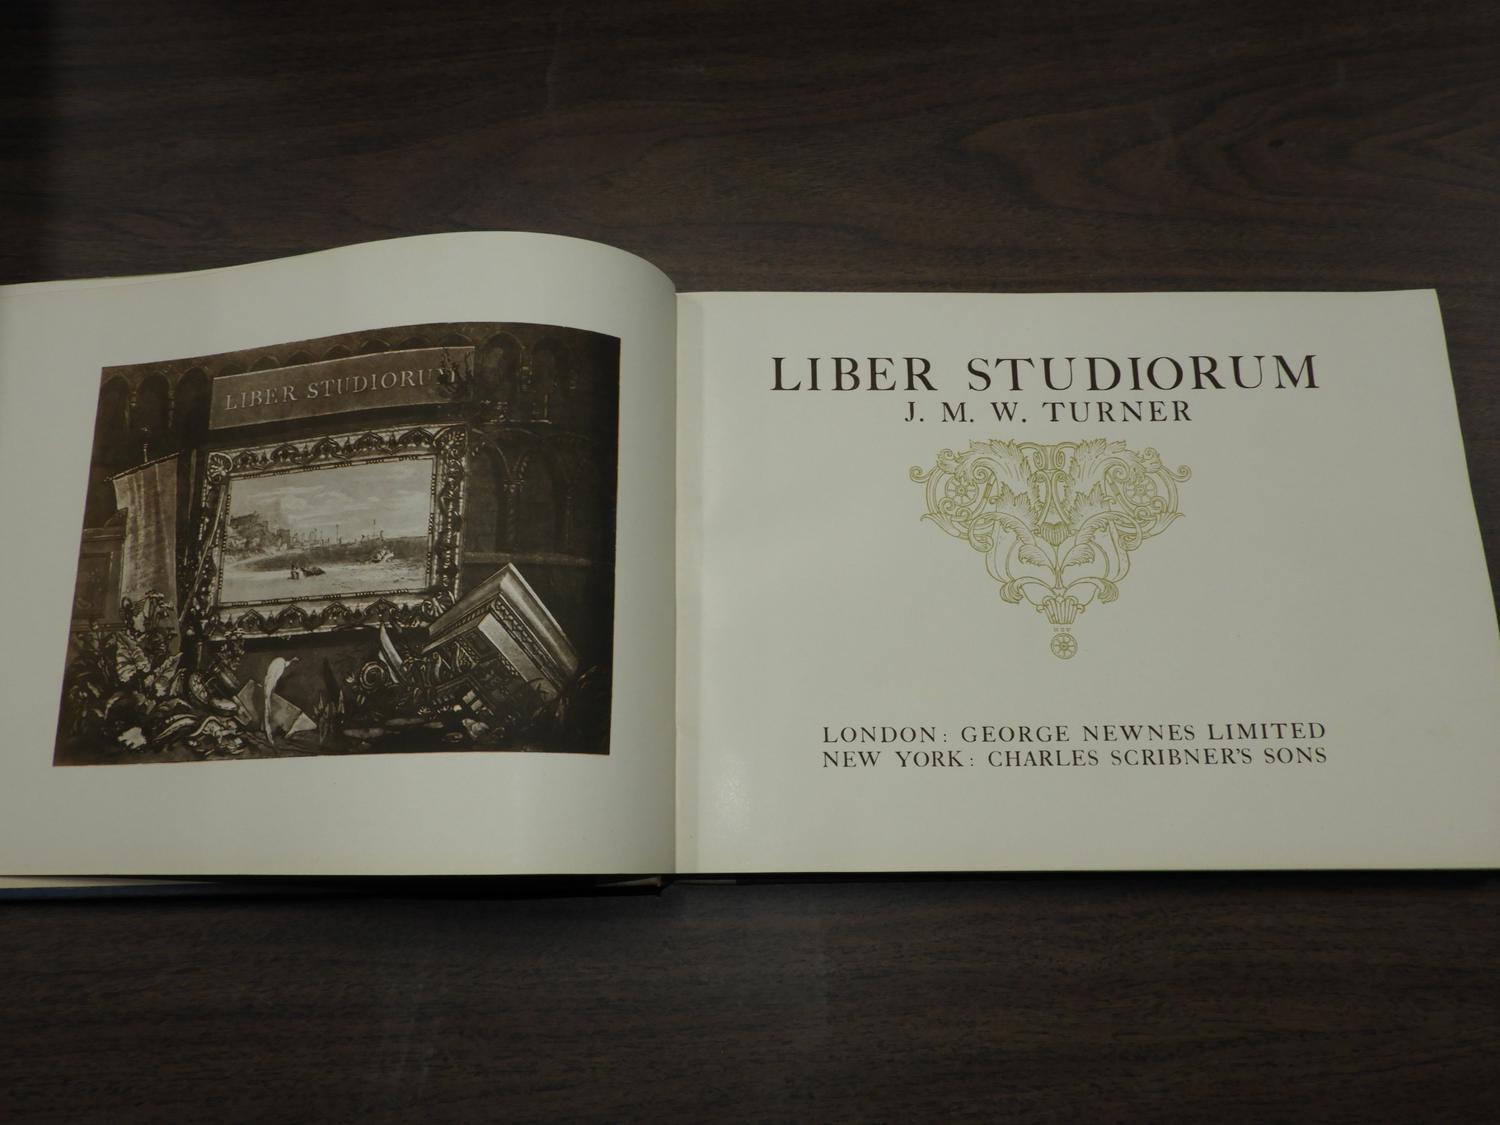 LIBER STUDIORUM
LIBER STUDIORUM
J. M. W. TURNER
LONDON: GEORGE NEWNES LIMITED
NEW YORK: CHARLES SCRIBNER'S SONS